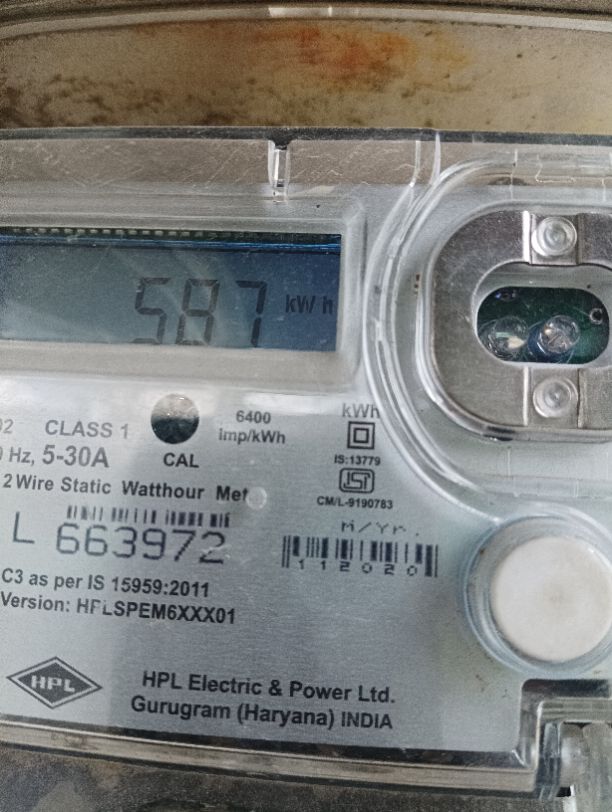 587 kWh
02 CLASS 1
6400
imp/kWh
kWh
Hz, 5-30A
CAL
IS:13779
ISI
CM/L-9190783
2 Wire Static Watthour
L 663972
M/Yr.
112020
C3 as per IS 15959:2011
Version: HPLSPEM6XXX01
HPL
HPL Electric & Power Ltd.
Gurugram (Haryana) INDIA